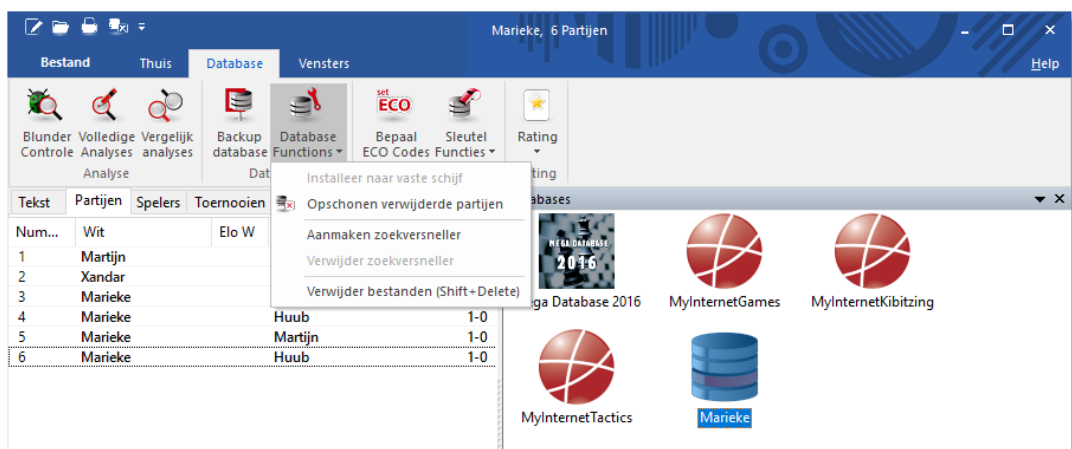 Marieke, 6 Partijen
Bestand Thuis Database Vensters Help
set
ECO
Blunder Volledige Vergelijk Backup Database Bepaal Sleutel Rating
Controle Analyses analyses database Functions ECO Codes Functies
Analyse Dat ting
Installeer naar vaste schijf
Opschonen verwijderde partijen
Aanmaken zoekversneller
Verwijder zoekversneller
Verwijder bestanden (Shift+Delete)
Tekst Partijen Spelers Toernooien abases
Num... Wit Elo W
1 Martijn
2 Xandar
3 Marieke
4 Marieke Huub 1-0
5 Marieke Martijn 1-0
6 Marieke Huub 1-0
MEGA DATABASE
2016
ga Database 2016 MyInternetGames MyInternetKibitzing
MyInternetTactics Marieke